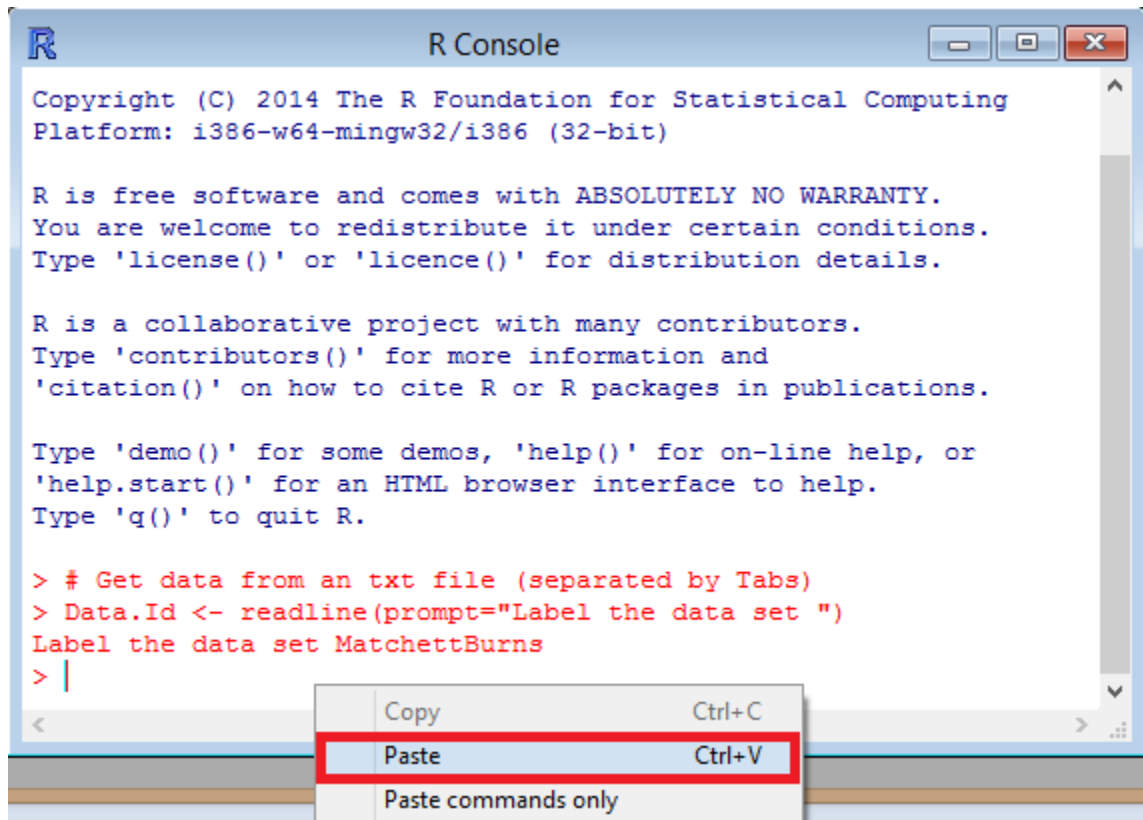 R R Console
Copyright (C) 2014 The R Foundation for Statistical Computing
Platform: i386-w64-mingw32/i386 (32-bit)
R is free software and comes with ABSOLUTELY NO WARRANTY.
You are welcome to redistribute it under certain conditions.
Type 'license()' or 'licence()' for distribution details.
R is a collaborative project with many contributors.
Type 'contributors()' for more information and
'citation()' on how to cite R or R packages in publications.
Type 'demo()' for some demos, 'help()' for on-line help, or
'help.start()' for an HTML browser interface to help.
Type 'q()' to quit R.
> # Get data from an txt file (separated by Tabs)
> Data.Id <- readline(prompt="Label the data set ")
Label the data set MatchettBurns
>
Copy Ctrl+C
Paste Ctrl+V
Paste commands only